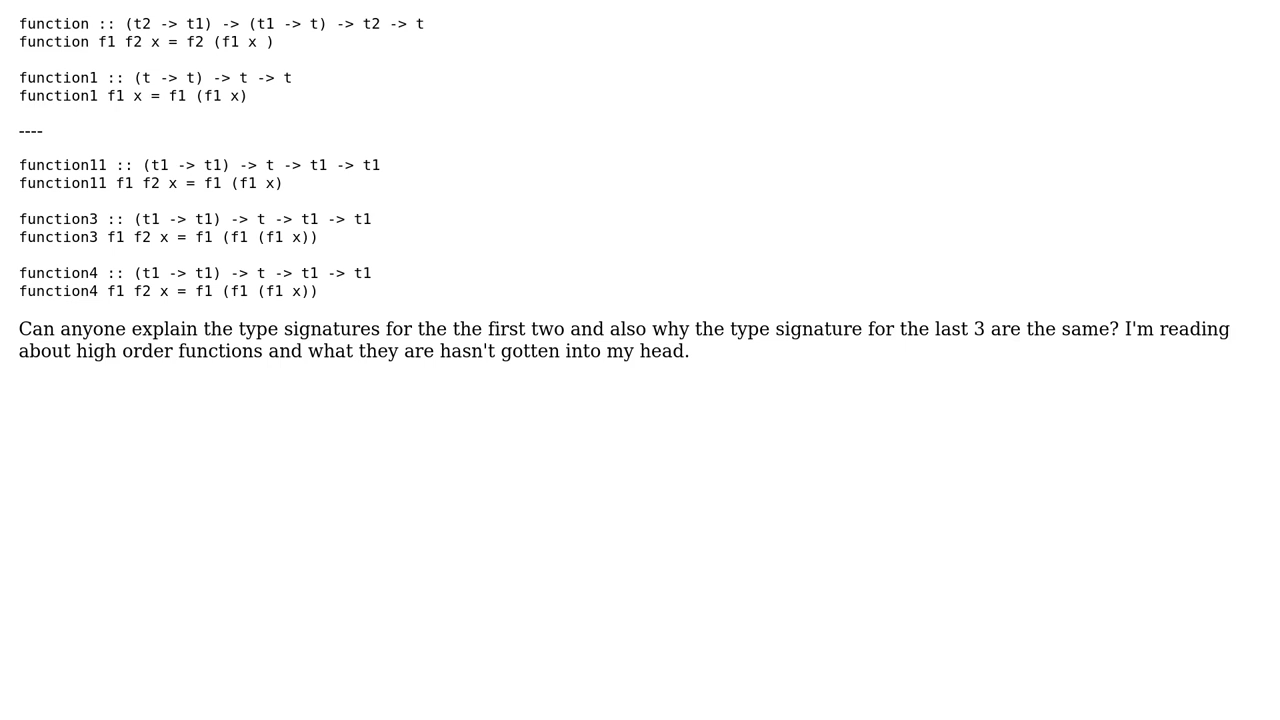 function :: (t2 -> t1) -> (t1 -> t) -> t2 -> t
function f1 f2 x = f2 (f1 x )
function1 :: (t -> t) -> t -> t
function1 f1 x = f1 (f1 x)
----
function11 :: (t1 -> t1) -> t -> t1 -> t1
function11 f1 f2 x = f1 (f1 x)
function3 :: (t1 -> t1) -> t -> t1 -> t1
function3 f1 f2 x = f1 (f1 (f1 x))
function4 :: (t1 -> t1) -> t -> t1 -> t1
function4 f1 f2 x = f1 (f1 (f1 x))
Can anyone explain the type signatures for the the first two and also why the type signature for the last 3 are the same? I'm reading
about high order functions and what they are hasn't gotten into my head.